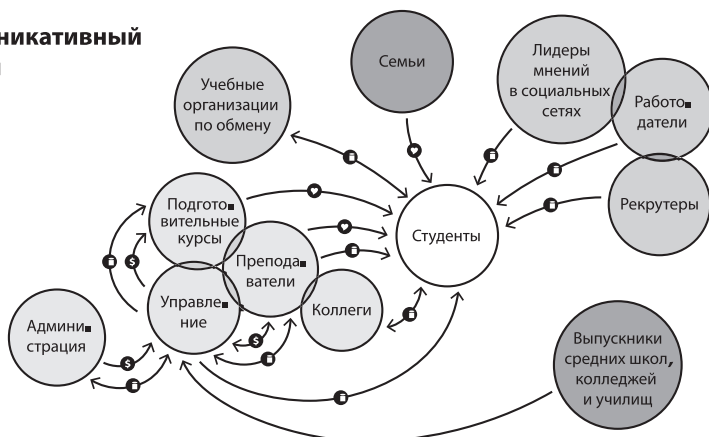 никативный
Семьи
Лидеры
мнений
в социальных
сетях
Учебные
организации
по обмену
Работо-
датели
Рекрутеры
Подгото-
вительные
курсы
Препода-
ватели
Студенты
Управле-
ние
Коллеги
Админи-
страция
$
$
$
Выпускники
средних школ,
колледжей
и училищ